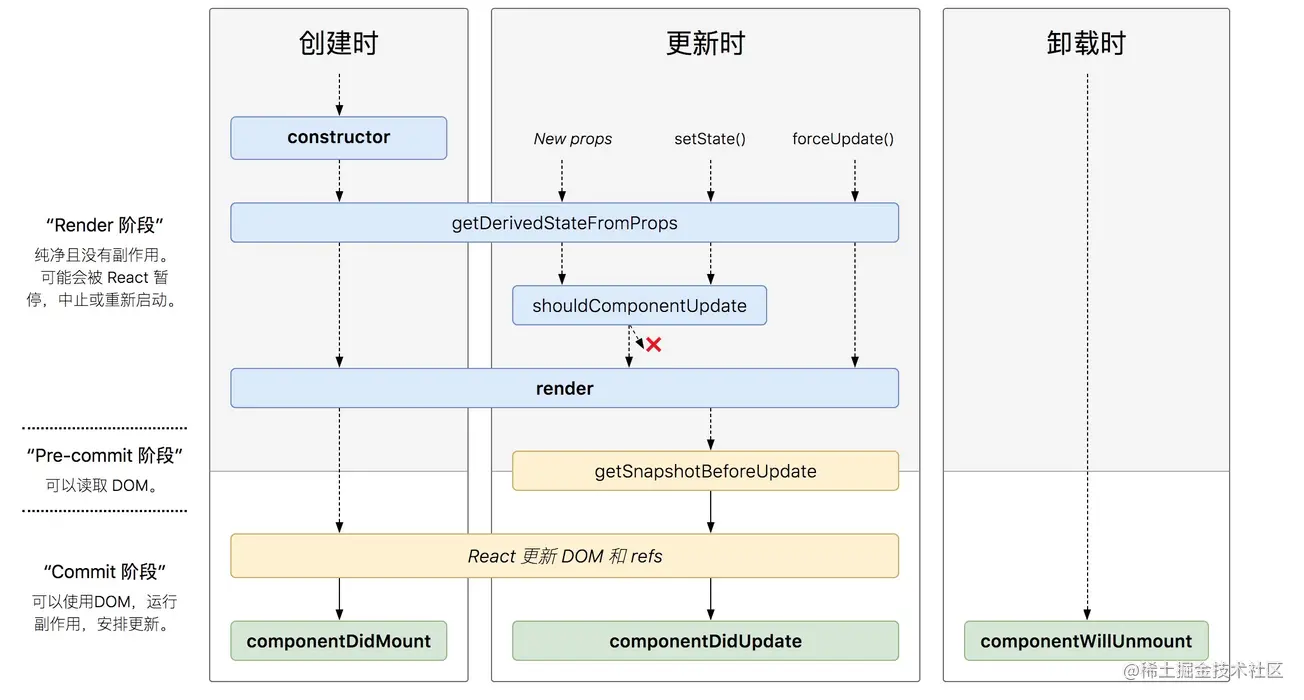 创建时
更新时
卸载时
constructor
New props
setState()
forceUpdate()
“Render 阶段”
纯净且没有副作用。
可能会被 React 暂
停，中止或重新启动。
getDerivedStateFromProps
shouldComponentUpdate
render
“Pre-commit 阶段”
可以读取 DOM。
getSnapshotBeforeUpdate
React 更新 DOM 和 refs
“Commit 阶段”
可以使用DOM，运行
副作用，安排更新。
componentDidMount
componentDidUpdate
componentWillUnmount
@稀土掘金技术社区